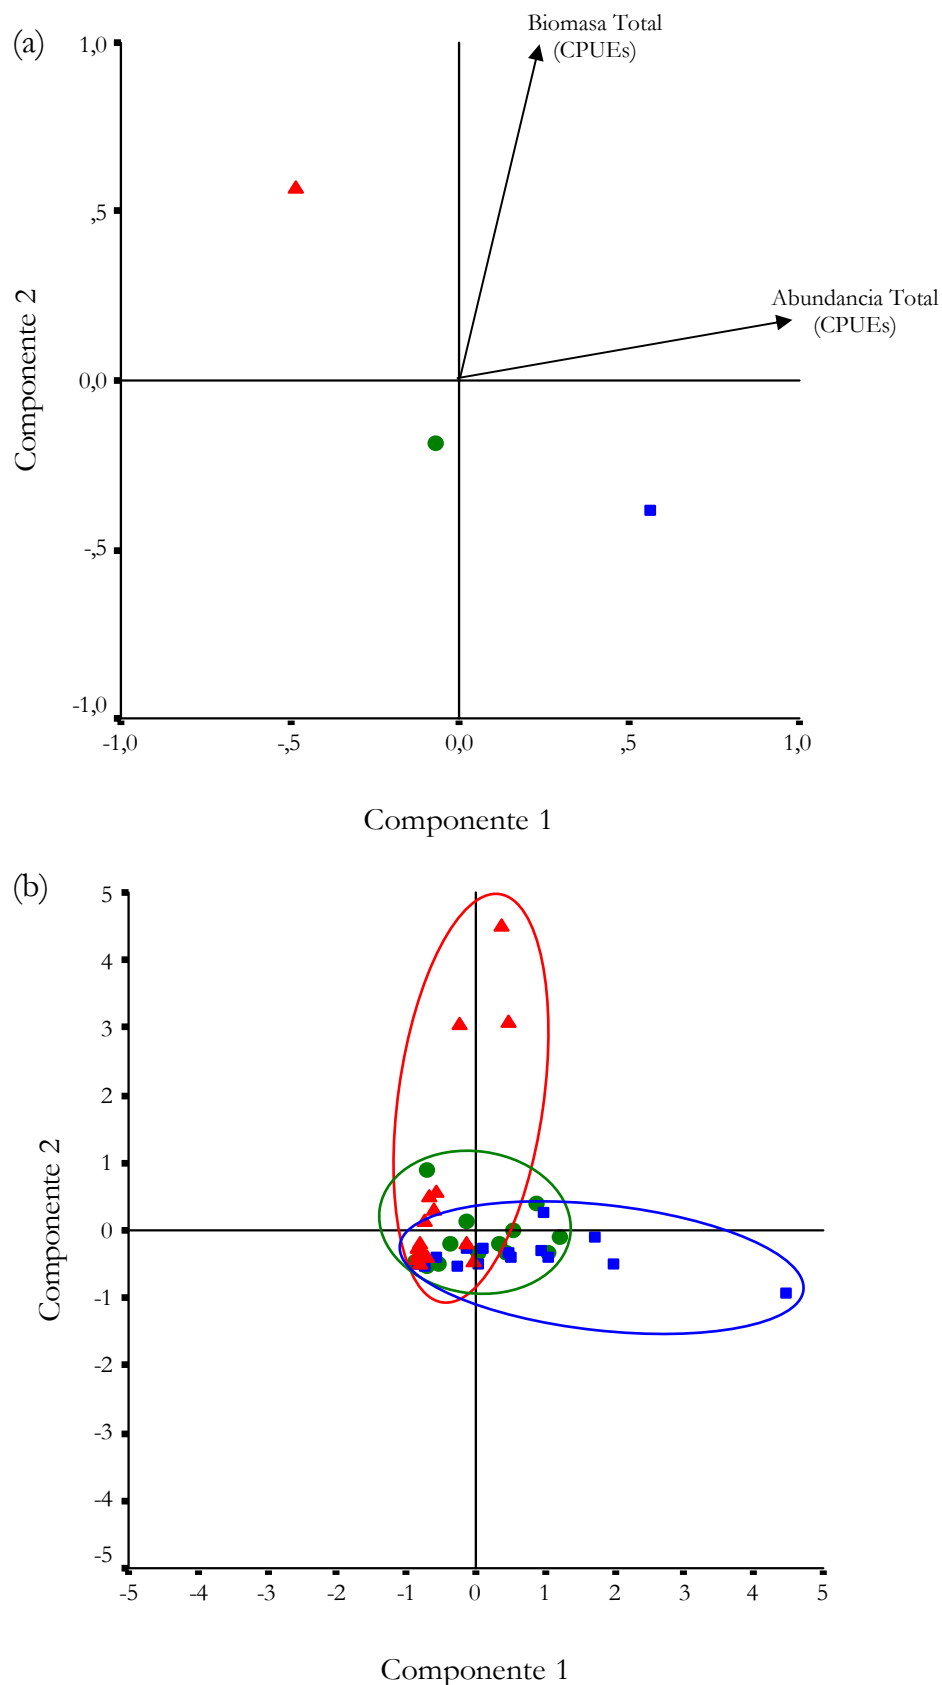 (a)
Biomasa Total
(CPUEs)
1,0
,5
Abundancia Total
(CPUEs)
Componente 2
0,0
-,5
-1,0
-1,0 -,5 0,0 ,5 1,0
Componente 1
(b)
5
4
3
2
1
Componente 2
0
-1
-2
-3
-4
-5
-5 -4 -3 -2 -1 0 1 2 3 4 5
Componente 1